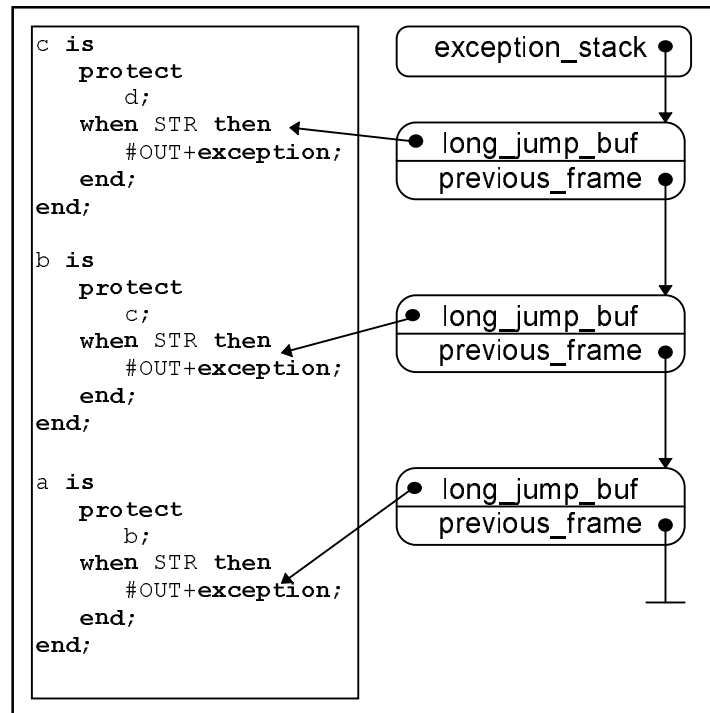 c is
protect
d;
when STR then
#OUT+exception;
end;
end;
b is
protect
c;
when STR then
#OUT+exception;
end;
end;
a is
protect
b;
when STR then
#OUT+exception;
end;
end;
exception_stack
long_jump_buf
previous_frame
long_jump_buf
previous_frame
long_jump_buf
previous_frame